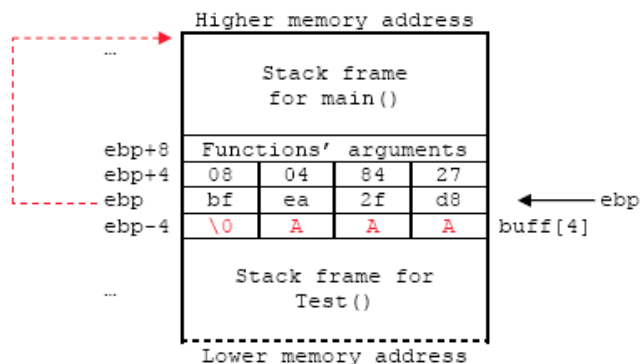 Higher memory address
…
Stack frame
for main()
ebp+8 Functions' arguments
ebp+4 08 04 84 27
ebp bf ea 2f d8 ebp
ebp-4 \0 A A A buff[4]
Stack frame for
… Test()
Lower memory address